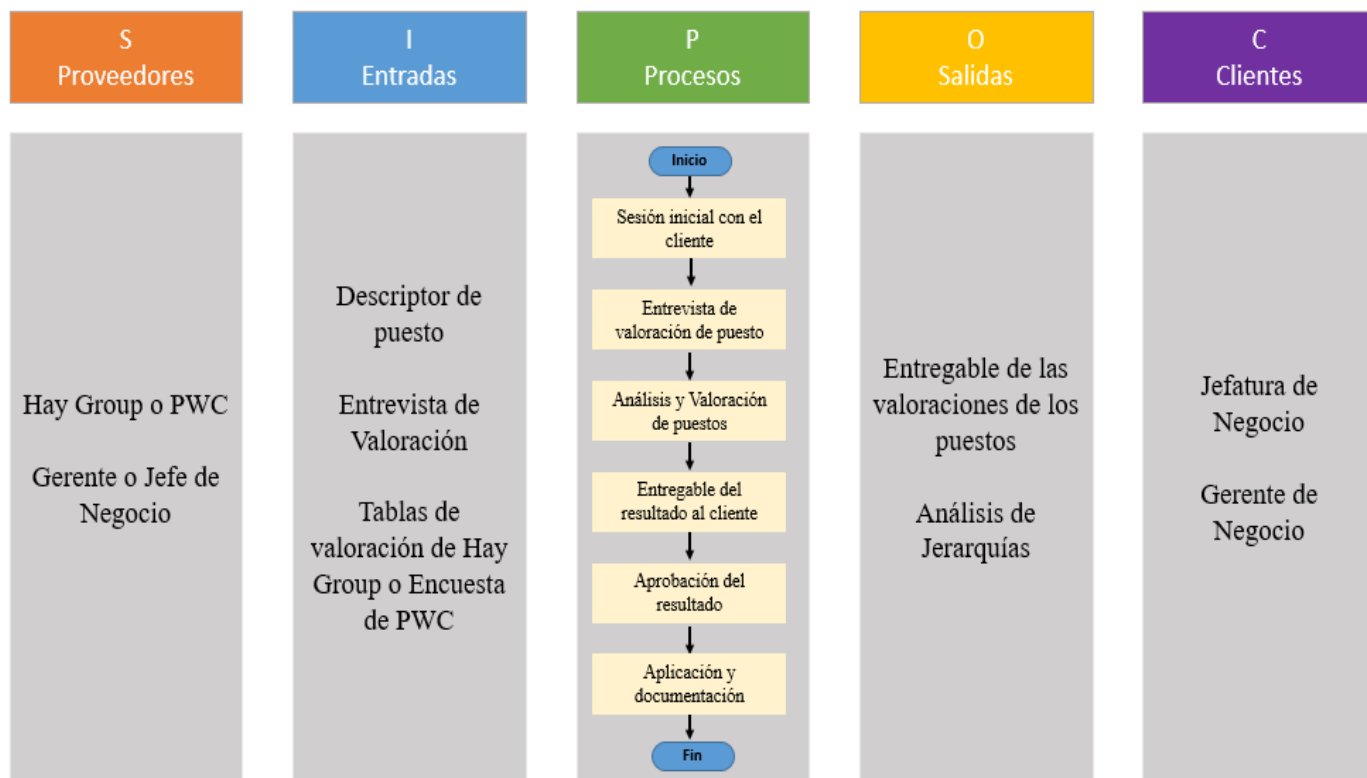 S
Proveedores
I
Entradas
P
Procesos
O
Salidas
C
Clientes
Hay Group o PWC
Gerente o Jefe de
Negocio
Descriptor de
puesto
Entrevista de
Valoración
Tablas de
valoración de Hay
Group o Encuesta
de PWC
Inicio
Sesión inicial con el
cliente
Entrevista de
valoración de puesto
Análisis y Valoración
de puestos
Entregable del
resultado al cliente
Aprobación del
resultado
Aplicación y
documentación
Fin
Entregable de las
valoraciones de los
puestos
Análisis de
Jerarquías
Jefatura de
Negocio
Gerente de
Negocio